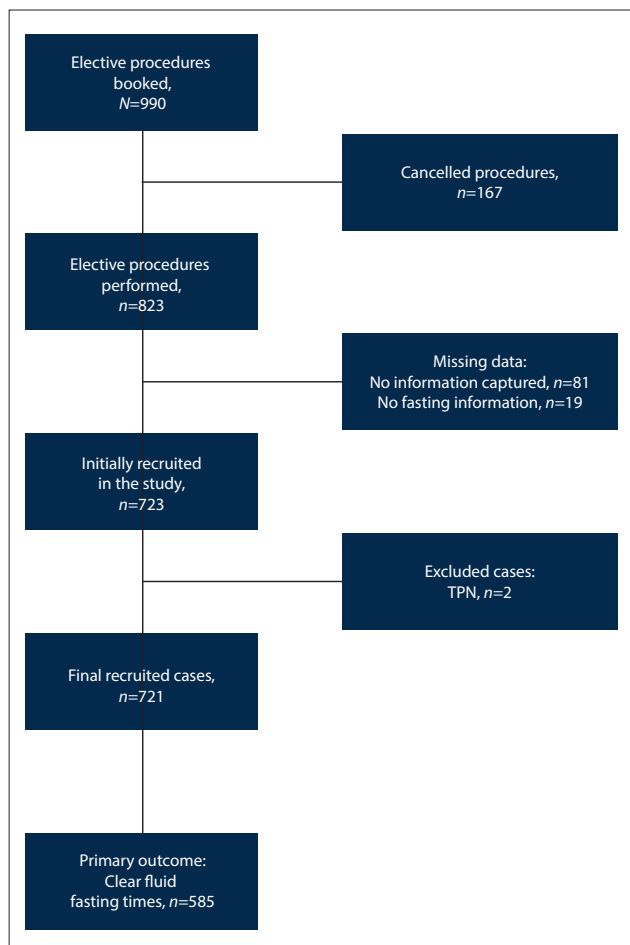 Elective procedures
booked,
N=990
Cancelled procedures,
n=167
Elective procedures
performed,
n=823
Missing data:
No information captured, n=81
No fasting information, n=19
Initially recruited
in the study,
n=723
Excluded cases:
TPN, n=2
Final recruited cases,
n=721
Primary outcome:
Clear fluid
fasting times, n=585